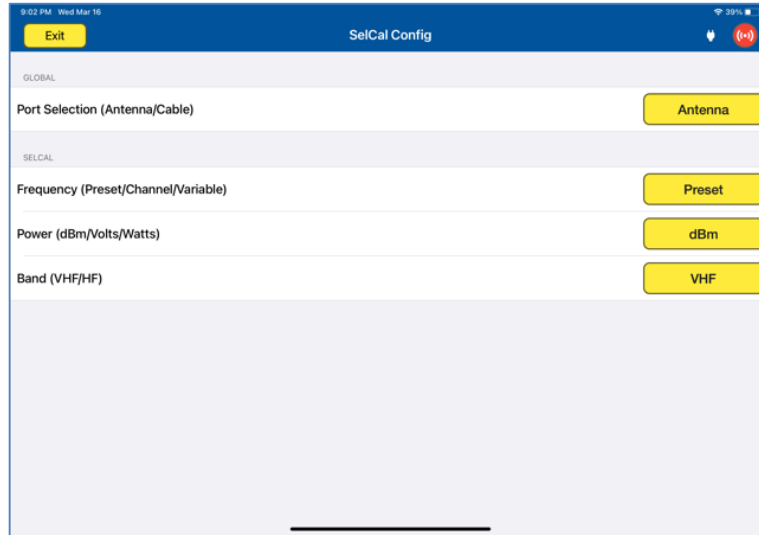 9:02 PM Wed Mar 16
39%
Exit
SelCal Config
GLOBAL
Port Selection (Antenna/Cable)
Antenna
SELCAL
Frequency (Preset/Channel/Variable)
Preset
Power (dBm/Volts/Watts)
dBm
Band (VHF/HF)
VHF